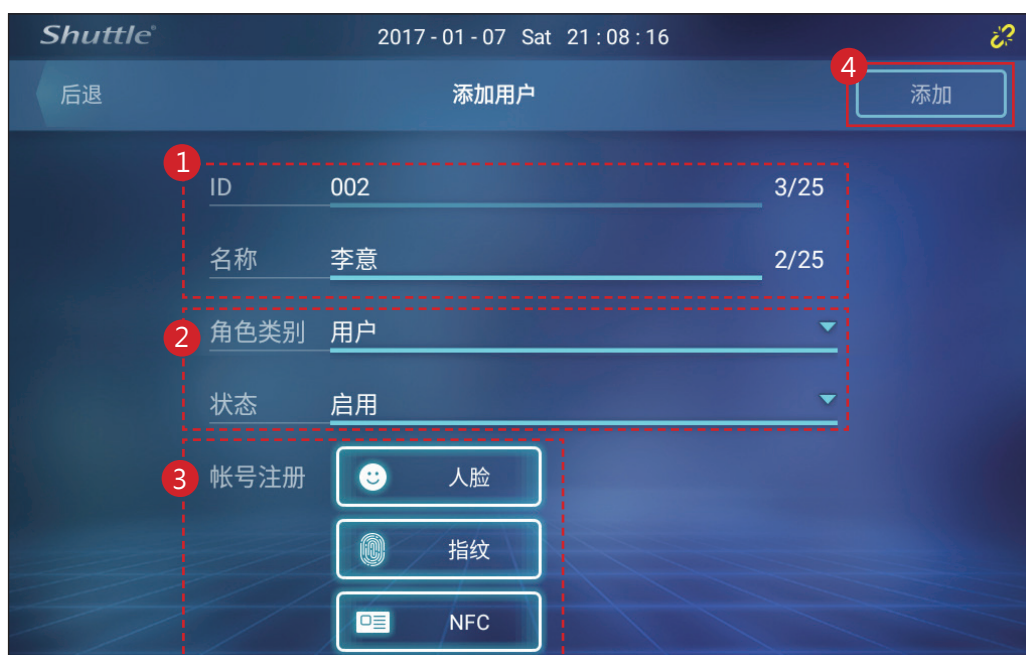 Shuttle® 2017-01-07 Sat 21:08:16
后退 添加用户 4 添加
1
ID 002 3/25
名称 李意 2/25
2 角色类别 用户
状态 启用
3 帐号注册 人脸
指纹
NFC